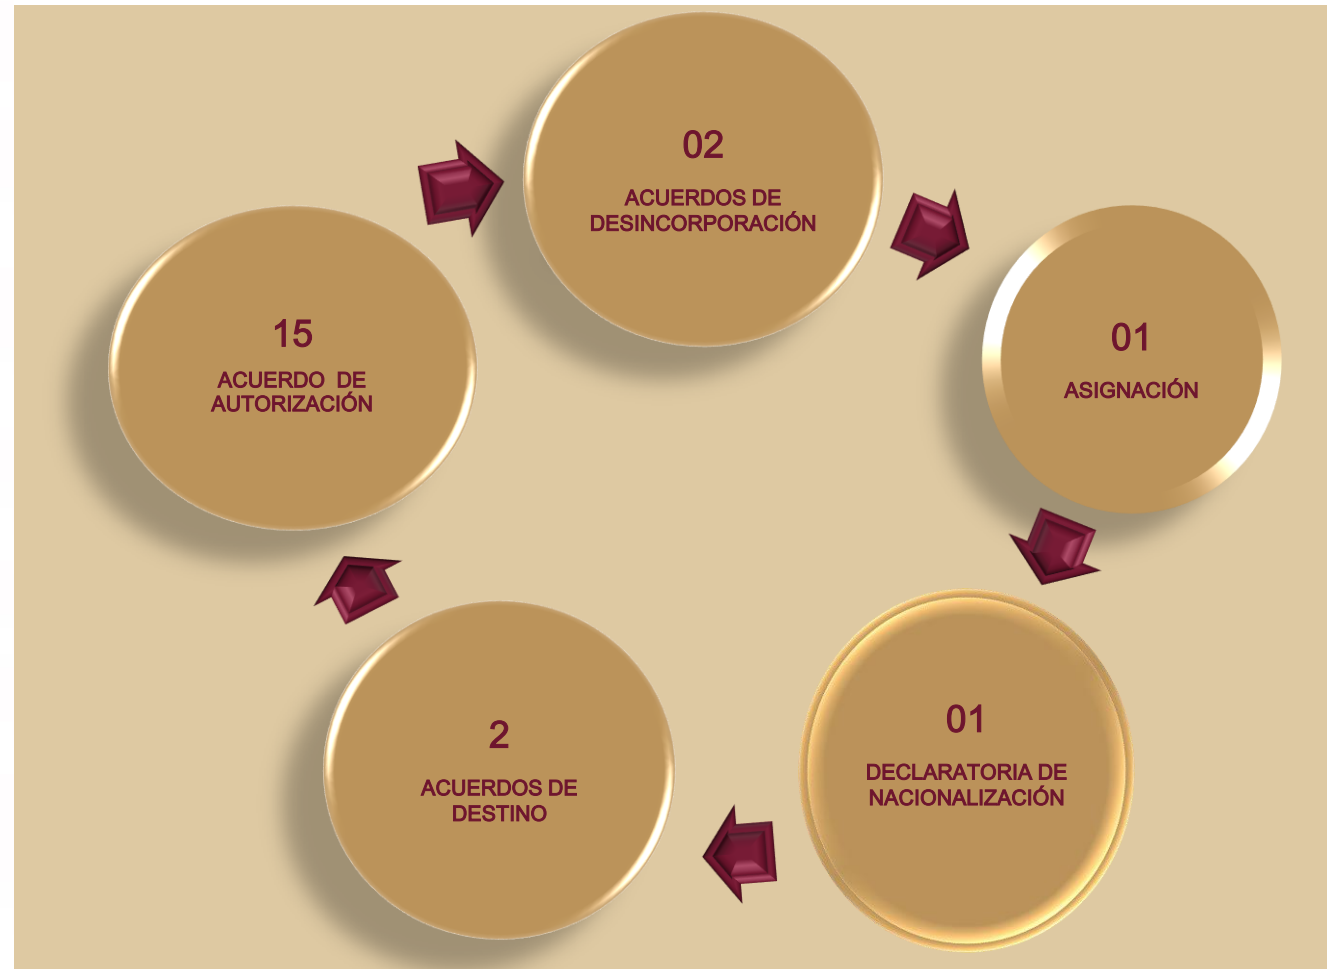 02
ACUERDOS DE
DESINCORPORACIÓN
01
ASIGNACIÓN
01
DECLARATORIA DE
NACIONALIZACIÓN
2
ACUERDOS DE
DESTINO
15
ACUERDO DE
AUTORIZACIÓN